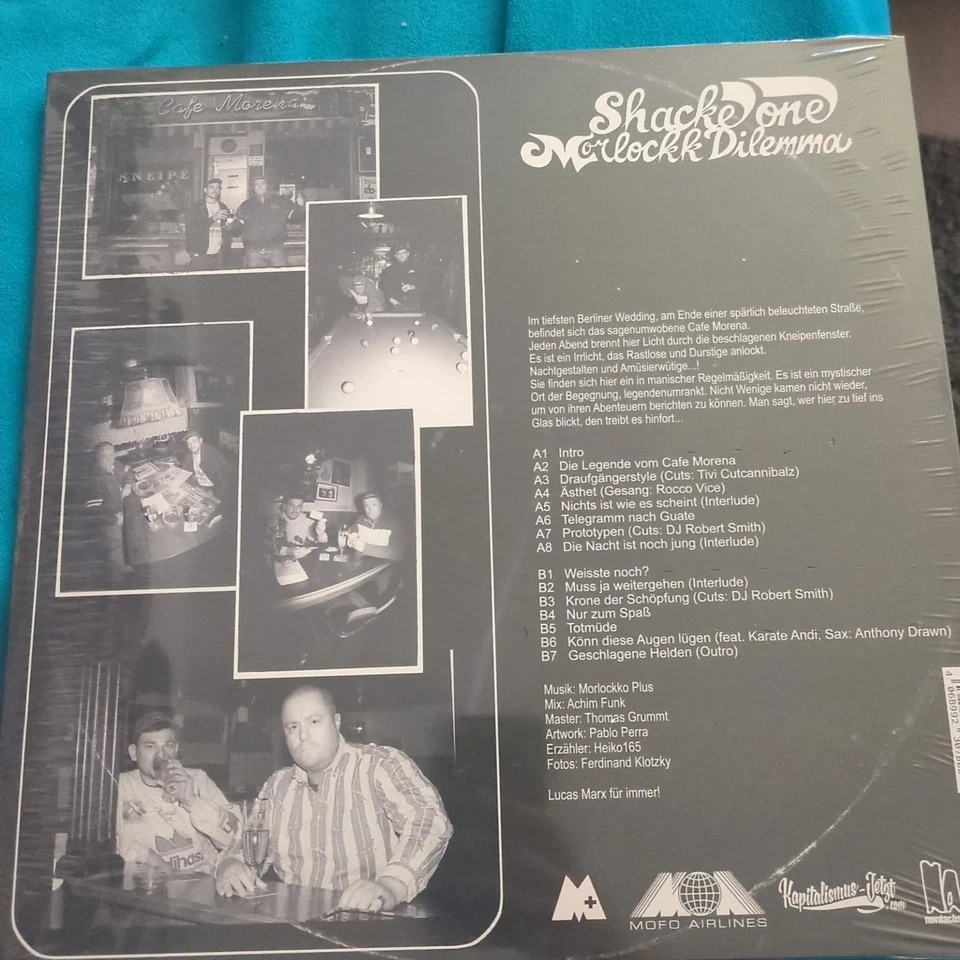 Cafe Morena
KNEIPE
Shacke one
Morlockk Dilemma
Im tiefsten Berliner Wedding, am Ende einer spärlich beleuchteten Straße,
befindet sich das sagenumwobene Cafe Morena.
Jeden Abend brennt hier Licht durch die beschlagenen Kneipenfenster.
Es ist ein Irrlicht, das Rastlose und Durstige anlockt.
Nachtgestalten und Amüsierwütige...!
Sie finden sich hier ein in manischer Regelmäßigkeit. Es ist ein mystischer
Ort der Begegnung, legendenumrankt. Nicht Wenige kamen nicht wieder,
um von ihren Abenteuern berichten zu können. Man sagt, wer hier zu tief ins
Glas blickt, den treibt es hinfort...
A1 Intro
A2 Die Legende vom Cafe Morena
A3 Draufgängerstyle (Cuts: Tivi Cutcannibalz)
A4 Ästhet (Gesang: Rocco Vice)
A5 Nichts ist wie es scheint (Interlude)
A6 Telegramm nach Guate
A7 Prototypen (Cuts: DJ Robert Smith)
A8 Die Nacht ist noch jung (Interlude)
B1 Weisste noch?
B2 Muss ja weitergehen (Interlude)
B3 Krone der Schöpfung (Cuts: DJ Robert Smith)
B4 Nur zum Spaß
B5 Totmüde
B6 Könn diese Augen lügen (feat. Karate Andi, Sax: Anthony Drawn)
B7 Geschlagene Helden (Outro)
Musik: Morlockko Plus
Mix: Achim Funk
Master: Thomas Grummt
Artwork: Pablo Perra
Erzähler: Heiko165
Fotos: Ferdinand Klotzky
Lucas Marx für immer!
M+
MOFO AIRLINES
Kapitalismus-Jetzt
.com